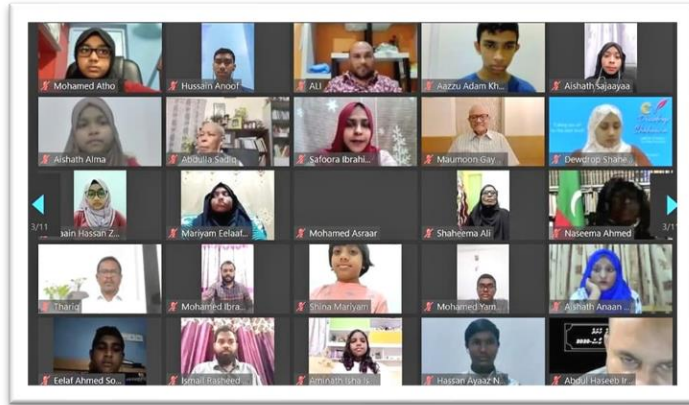 Mohamed Atho
Hussain Anoof
ALI
Aazzu Adam Kh...
Aishath Sajaayaa
Aishath Alma
Abdulla Sadiq
Safoora Ibrahi...
Maumoon Gay...
Dewdrop Shahe...
3/11
...ain Hassan Z...
Mariyam Eelaaf...
Mohamed Asraar
Shaheema Ali
Naseema Ahmed
3/11
Thariq
Mohamed Ibra...
Shina Mariyam
Mohamed Yam...
Aishath Anaan ...
Eelaf Ahmed So...
Ismail Rasheed ...
Aminath Isha Is...
Hassan Ayaaz N...
Abdul Haseeb Ir...